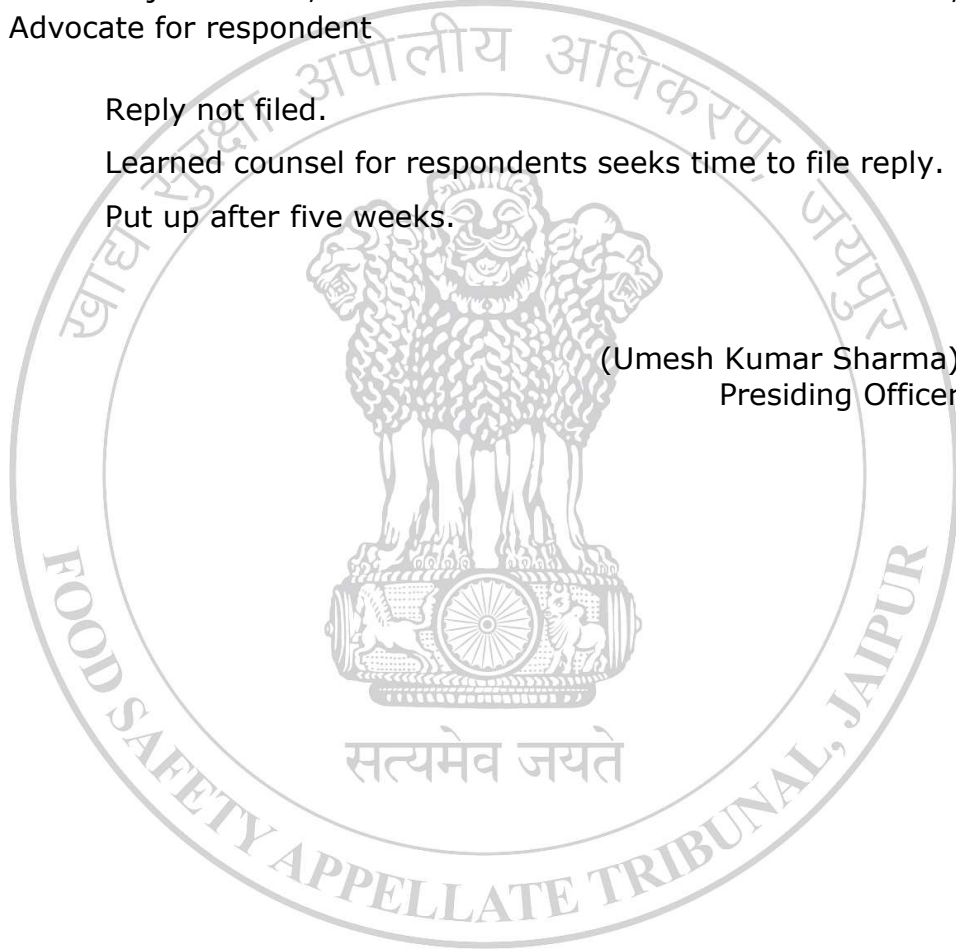 Advocate for respondent
खाद्य सुरक्षा अपीलीय अधिकरण, जयपुर
Reply not filed.
Learned counsel for respondents seeks time to file reply.
Put up after five weeks.
(Umesh Kumar Sharma)
Presiding Officer
सत्यमेव जयते
FOOD SAFETY APPELLATE TRIBUNAL, JAIPUR